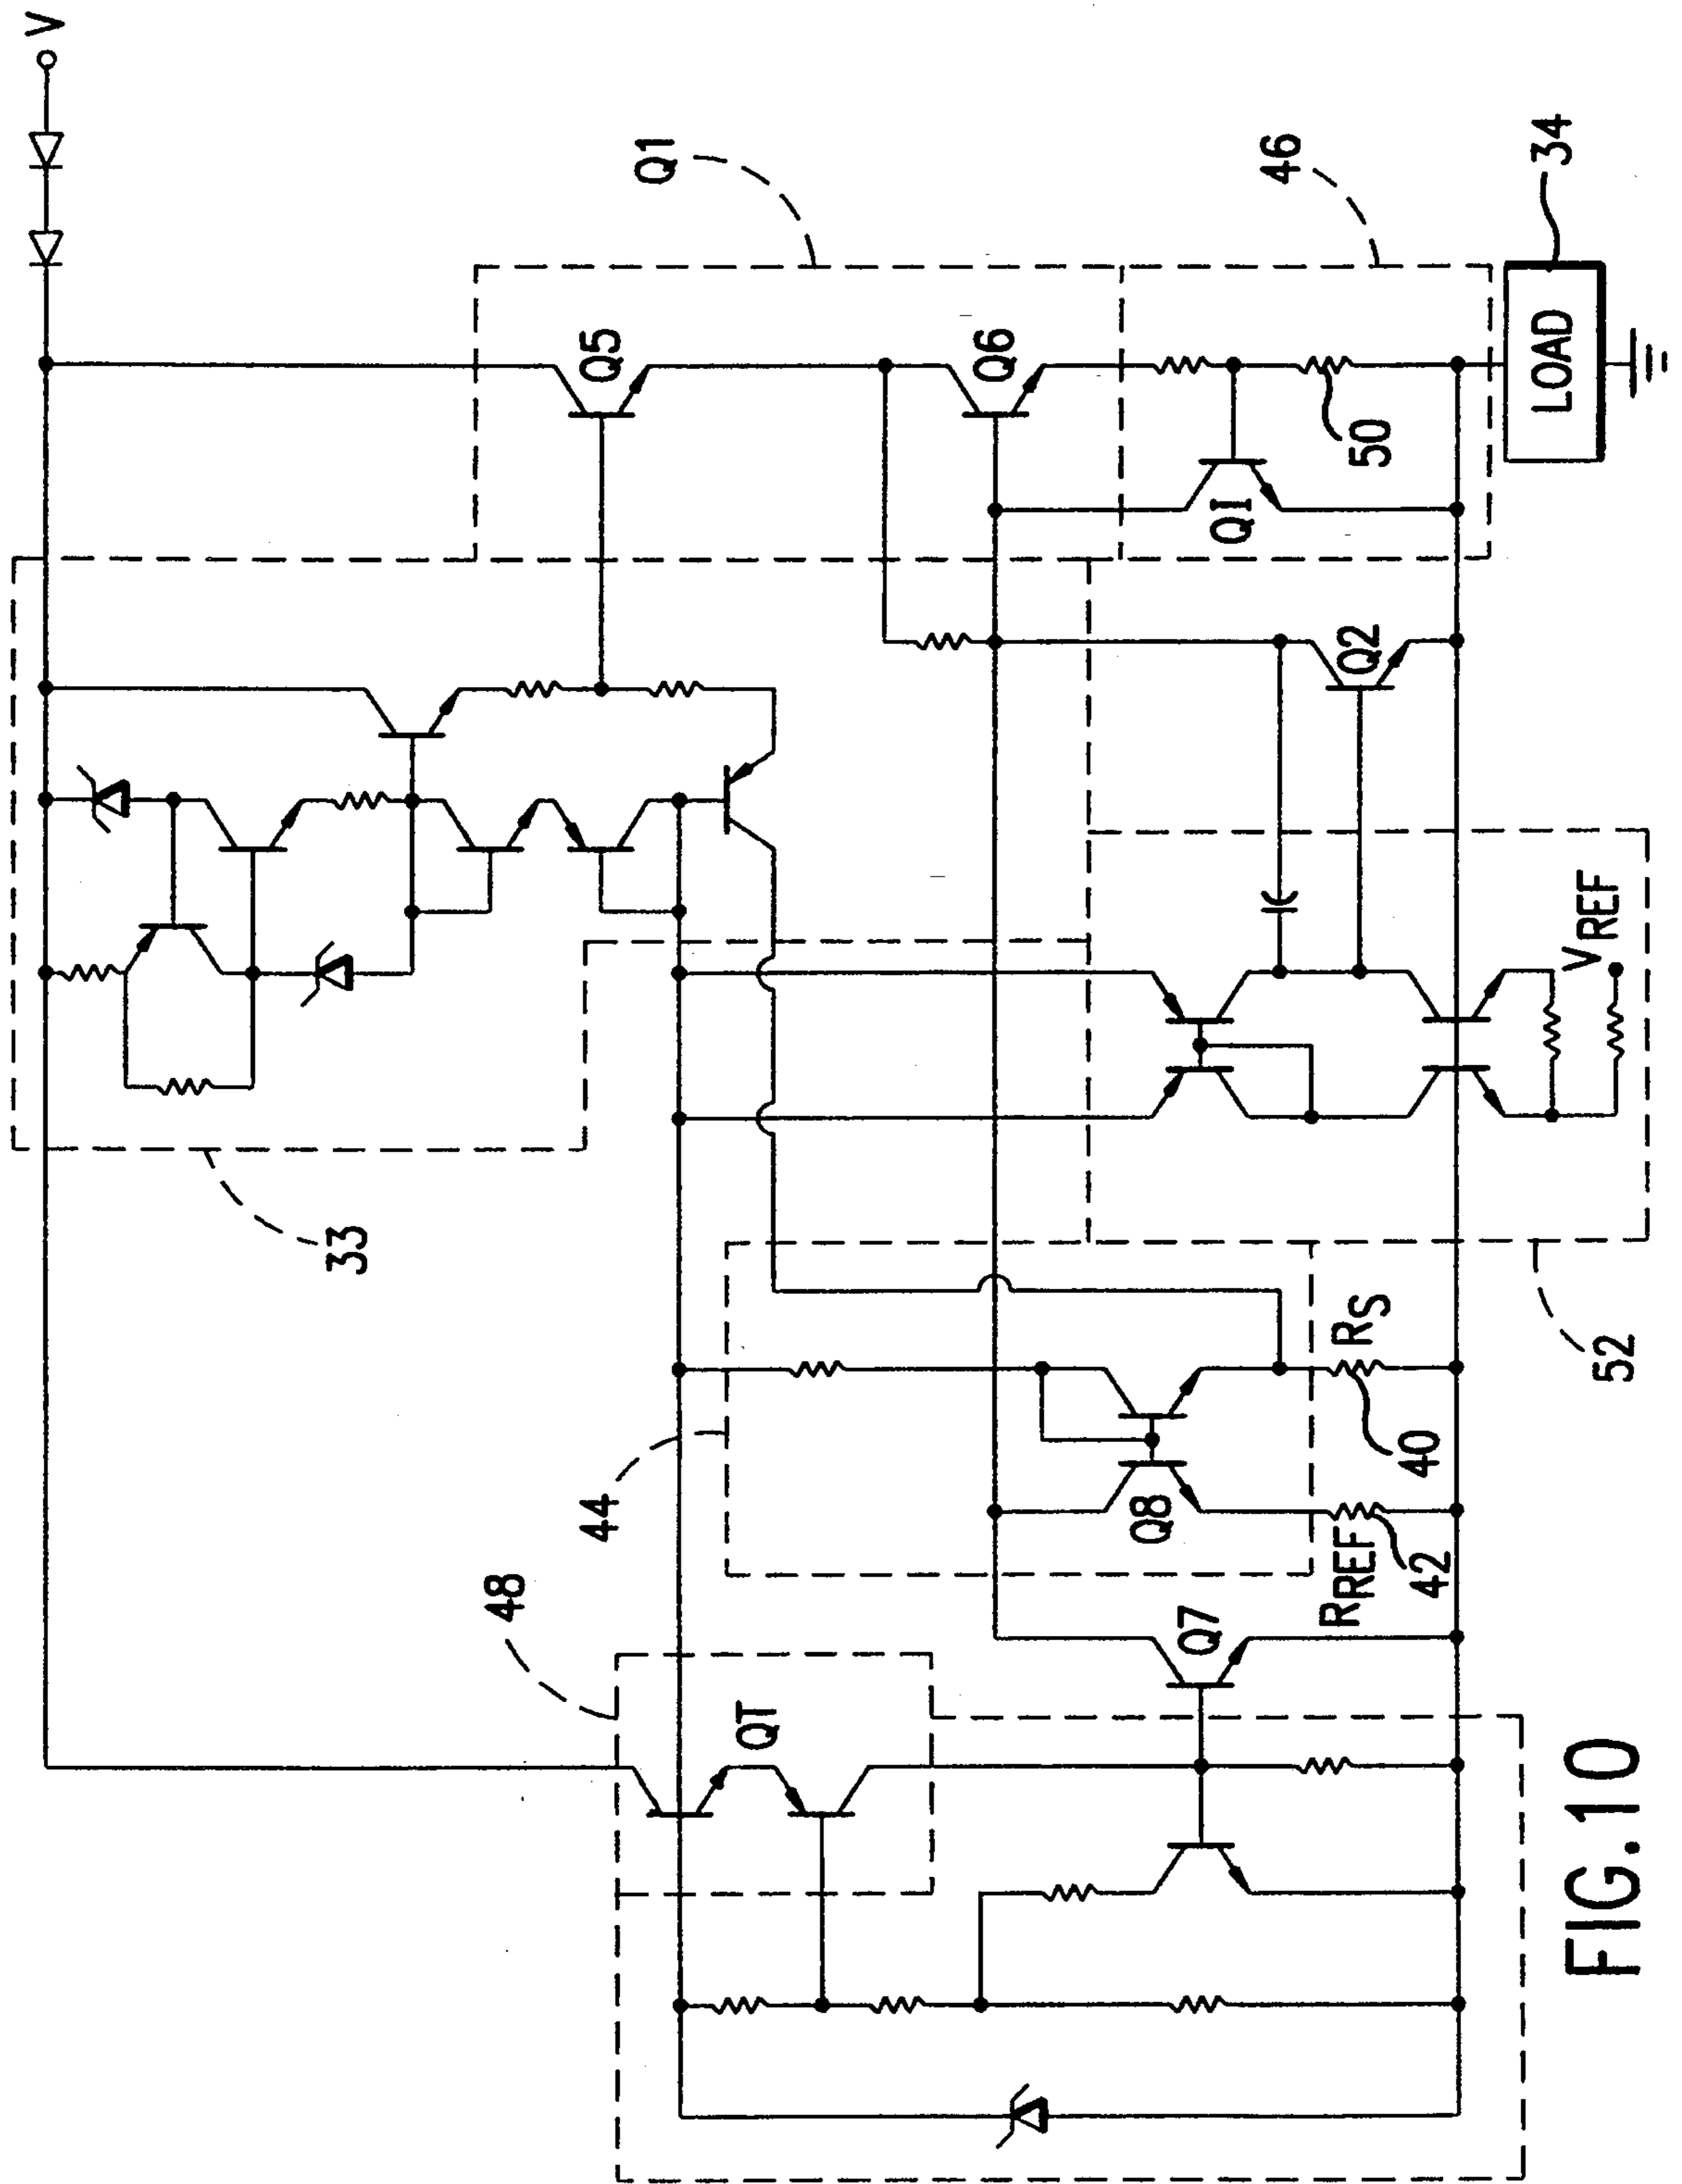 V
Q1
46
34
Q5
Q6
50
QI
LOAD
Q2
VREF
33
52
RS
40
44
Q8
RREF
42
48
Q7
QT
FIG.10